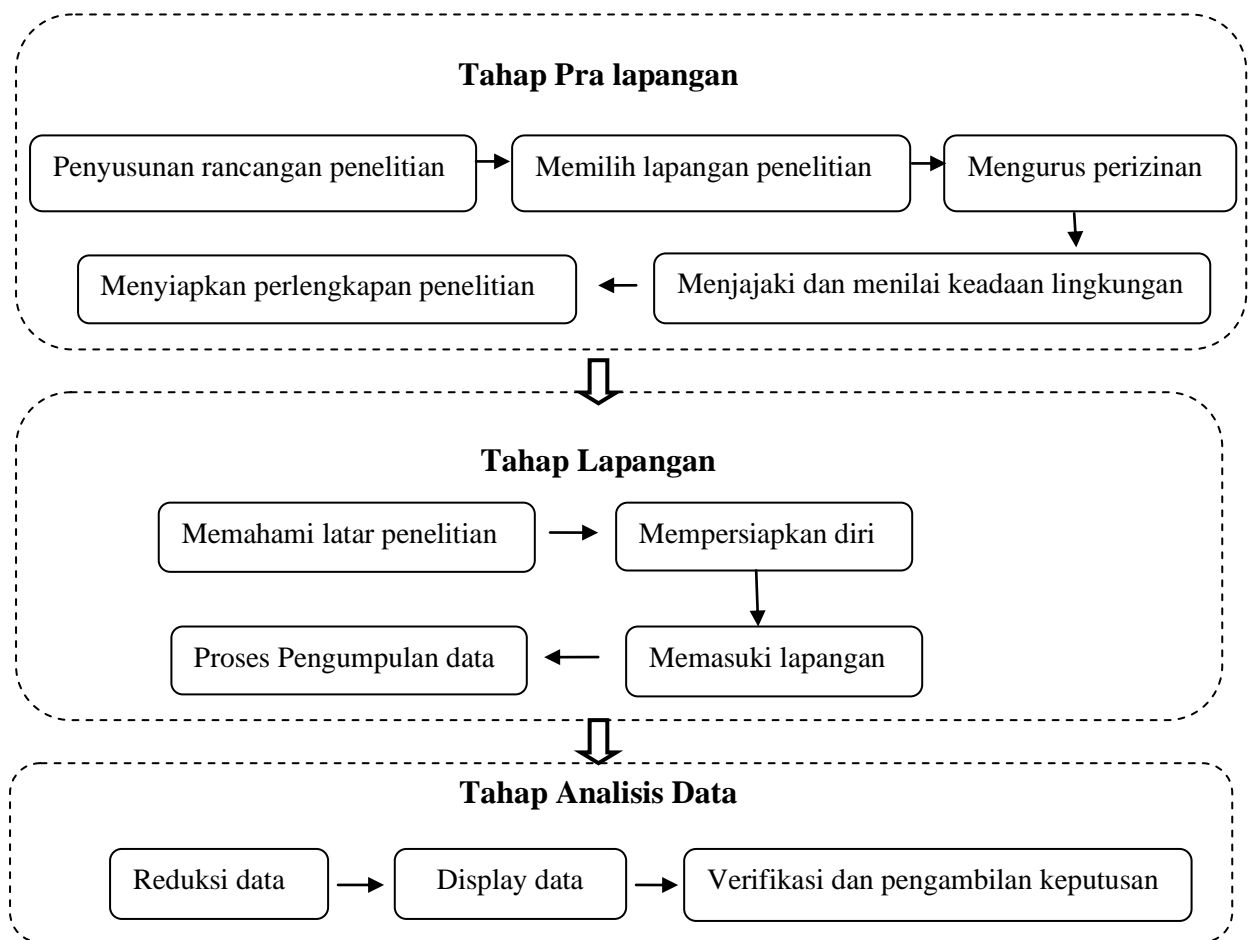 Tahap Pra lapangan
Penyusunan rancangan penelitian
Memilih lapangan penelitian
Mengurus perizinan
Menjajaki dan menilai keadaan lingkungan
Menyiapkan perlengkapan penelitian
Tahap Lapangan
Memahami latar penelitian
Mempersiapkan diri
Memasuki lapangan
Proses Pengumpulan data
Tahap Analisis Data
Reduksi data
Display data
Verifikasi dan pengambilan keputusan